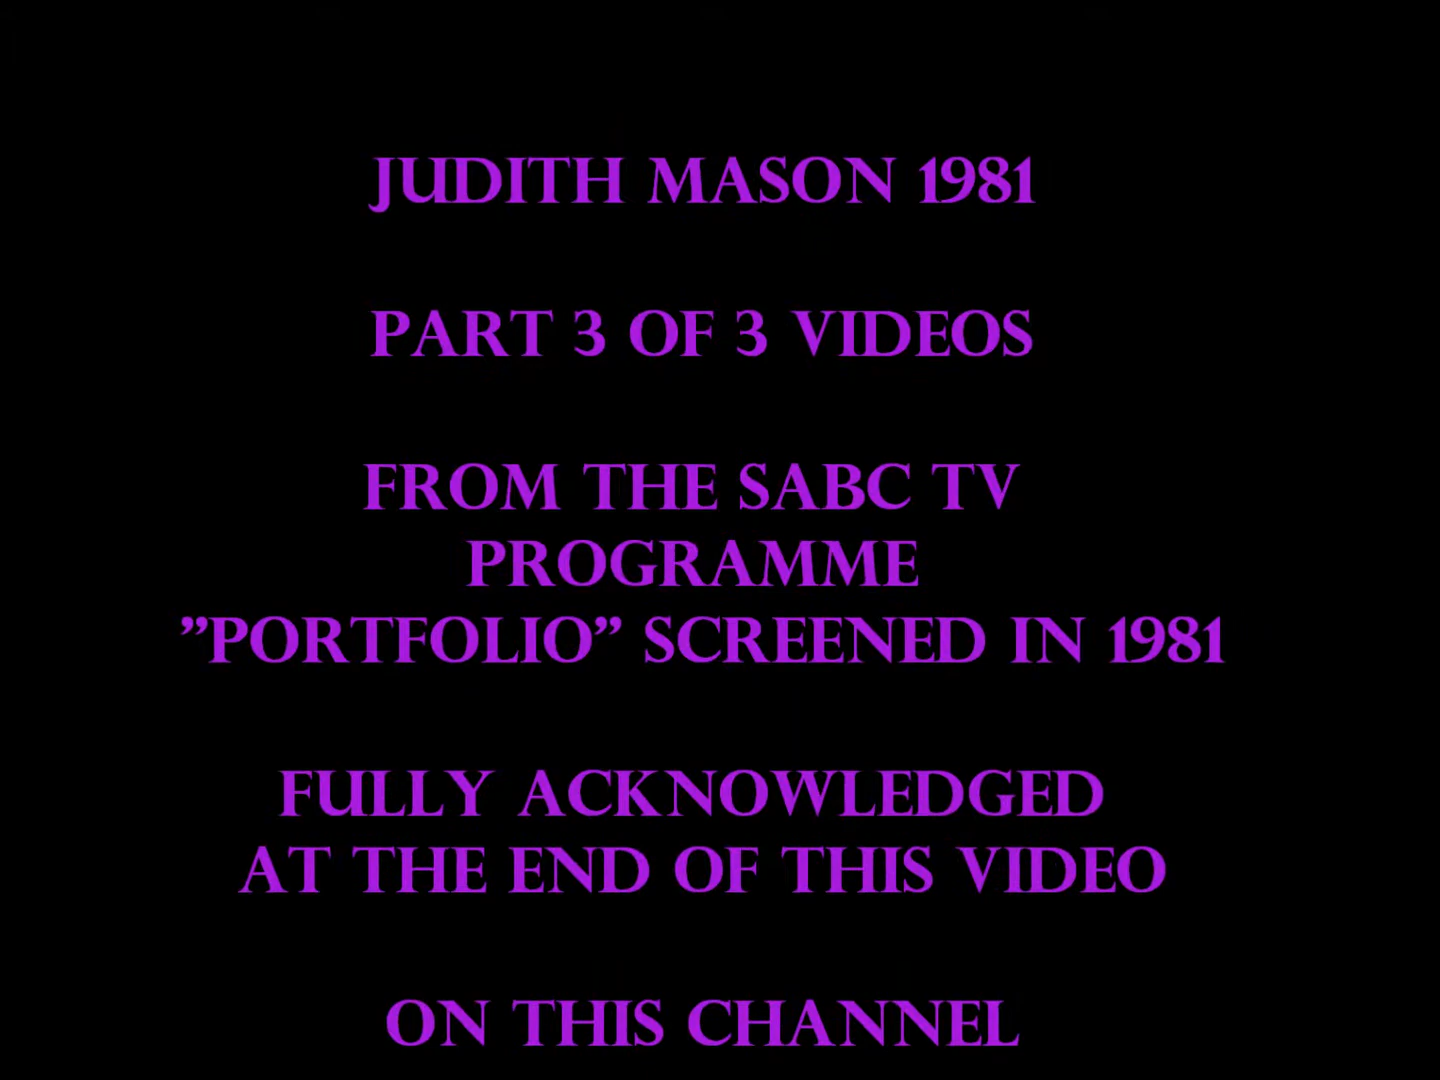 JUDITH MASON 1981
PART 3 OF 3 VIDEOS
FROM THE SABC TV
PROGRAMME
”PORTFOLIO” SCREENED IN 1981
FULLY ACKNOWLEDGED
AT THE END OF THIS VIDEO
ON THIS CHANNEL